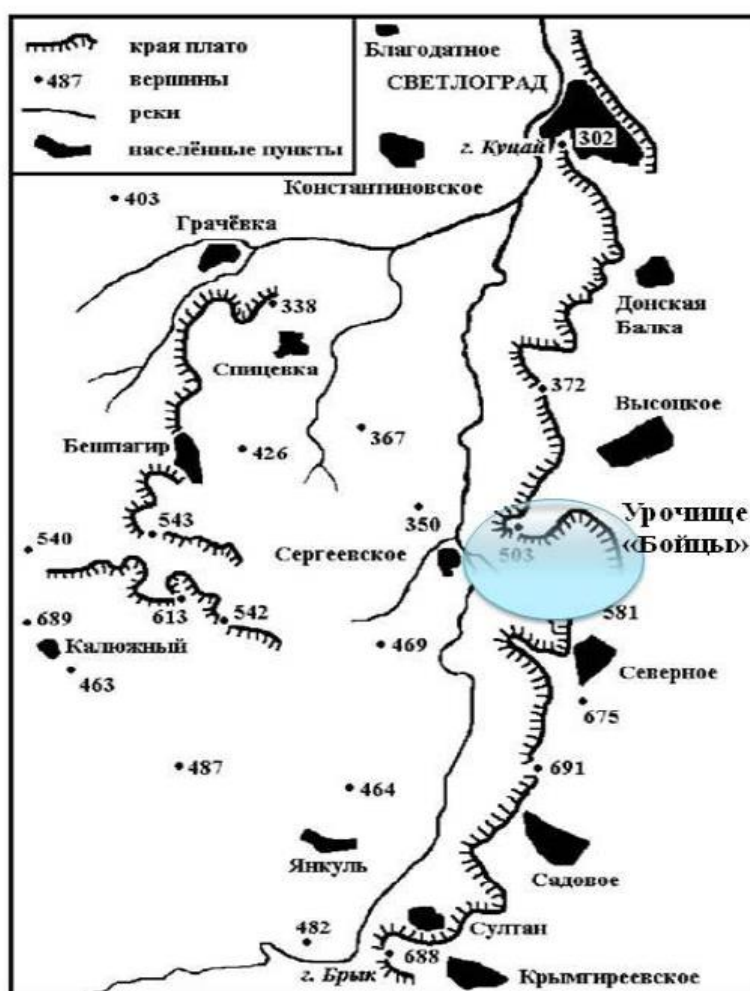 края плато
487 вершины
реки
населённые пункты
Благодатное
СВЕТЛОГРАД
г. Куцай
302
Константиновское
403
Грачёвка
338
Донская
Балка
Спицевка
372
Высоцкое
367
Бешпагир
426
Урочище
«Бойцы»
350
543
540
Сергеевское
503
613
542
581
689
Калюжный
469
Северное
463
675
487
691
464
Янкуль
Садовое
482
Султан
688
г. Брык
Крымгиреевское